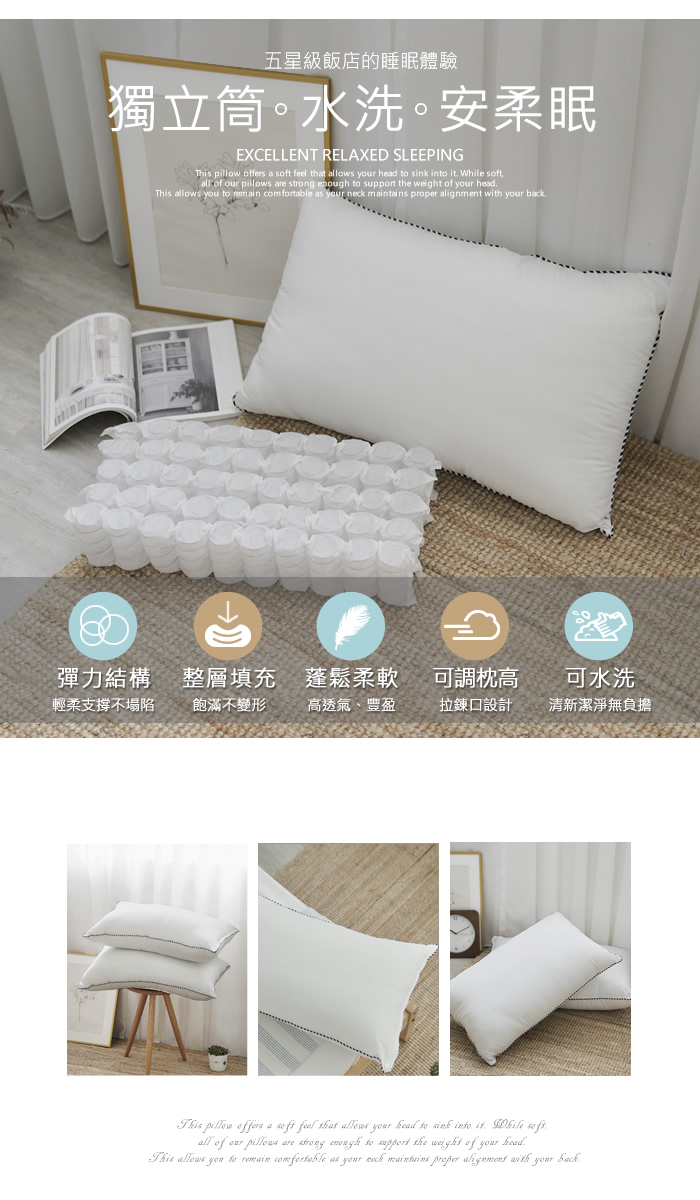 五星級飯店的睡眠體驗
獨立筒。水洗。安柔眠
EXCELLENT RELAXED SLEEPING
This pillow offers a soft feel that allows your head to sink into it. While soft,
all of our pillows are strong enough to support the weight of your head.
This allows you to remain comfortable as your neck maintains proper alignment with your back.
彈力結構 整層填充 蓬鬆柔軟 可調枕高 可水洗
輕柔支撐不塌陷 飽滿不變形 高透氣、豐盈 拉鍊口設計 清新潔淨無負擔
This pillow offers a soft feel that allows your head to sink into it. While soft,
all of our pillows are strong enough to support the weight of your head.
This allows you to remain comfortable as your neck maintains proper alignment with your back.